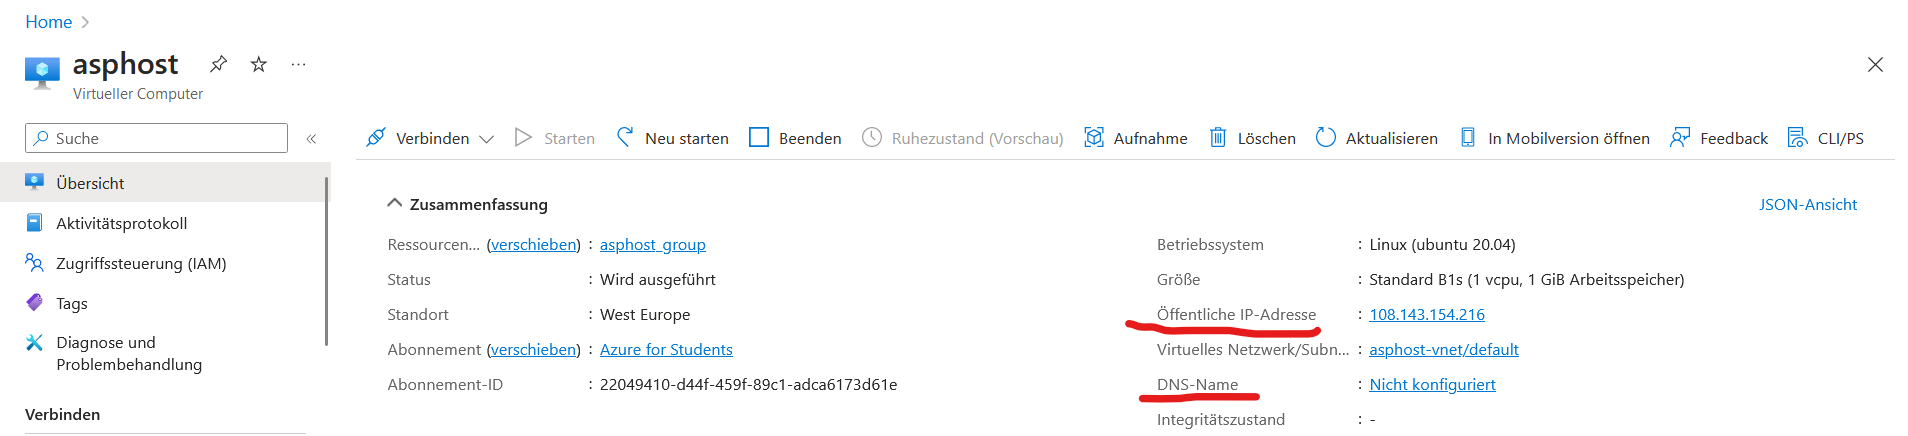 Home
asphost
Virtueller Computer
Suche
Verbinden Starten Neu starten Beenden Ruhezustand (Vorschau) Aufnahme Löschen Aktualisieren In Mobilversion öffnen Feedback CLI/PS
Übersicht
Aktivitätsprotokoll
Zugriffssteuerung (IAM)
Tags
Diagnose und
Problembehandlung
Verbinden
Zusammenfassung
JSON-Ansicht
Ressourcen... (verschieben) : asphost_group
Status : Wird ausgeführt
Standort : West Europe
Abonnement (verschieben) : Azure for Students
Abonnement-ID : 22049410-d44f-459f-89c1-adca6173d61e
Betriebssystem : Linux (ubuntu 20.04)
Größe : Standard B1s (1 vcpu, 1 GiB Arbeitsspeicher)
Öffentliche IP-Adresse : 108.143.154.216
Virtuelles Netzwerk/Subn... : asphost-vnet/default
DNS-Name : Nicht konfiguriert
Integritätszustand : -